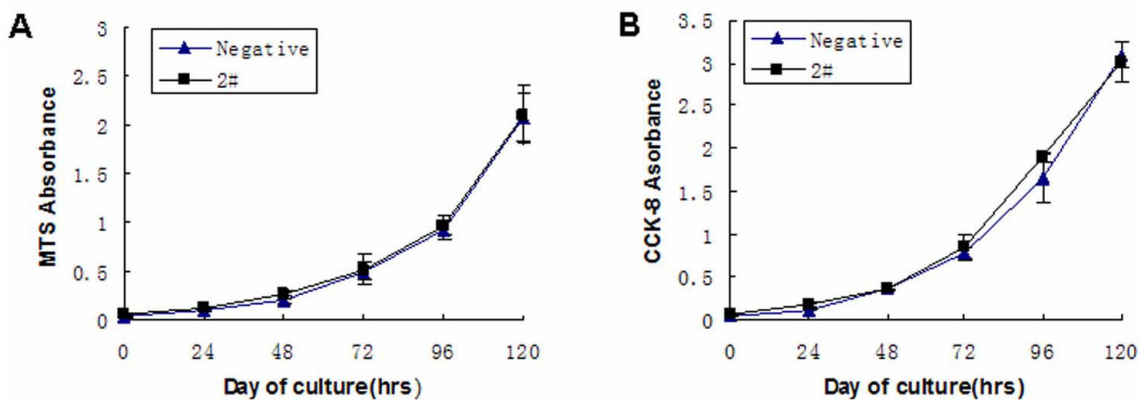 A
MTS Absorbance
3
2.5
2
1.5
1
0.5
0
Negative
2#
0 24 48 72 96 120
Day of culture(hrs)
B
CCK-8 Asorbance
3.5
3
2.5
2
1.5
1
0.5
0
Negative
2#
0 24 48 72 96 120
Day of culture(hrs)